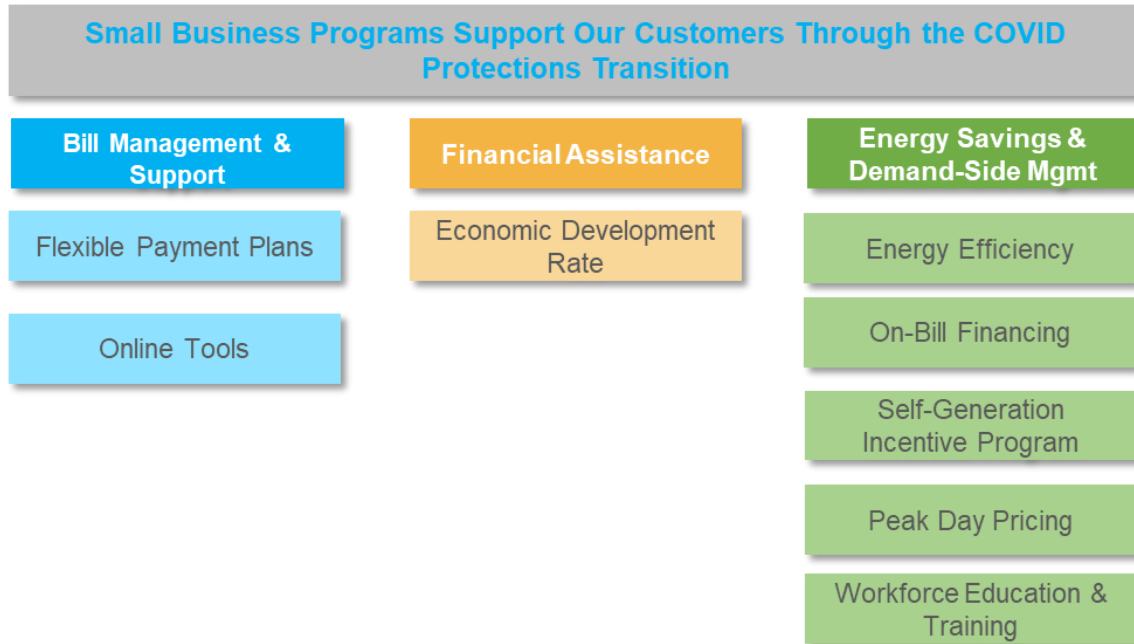 Small Business Programs Support Our Customers Through the COVID
Protections Transition
Bill Management &
Support
Flexible Payment Plans
Online Tools
Financial Assistance
Economic Development
Rate
Energy Savings &
Demand-Side Mgmt
Energy Efficiency
On-Bill Financing
Self-Generation
Incentive Program
Peak Day Pricing
Workforce Education &
Training